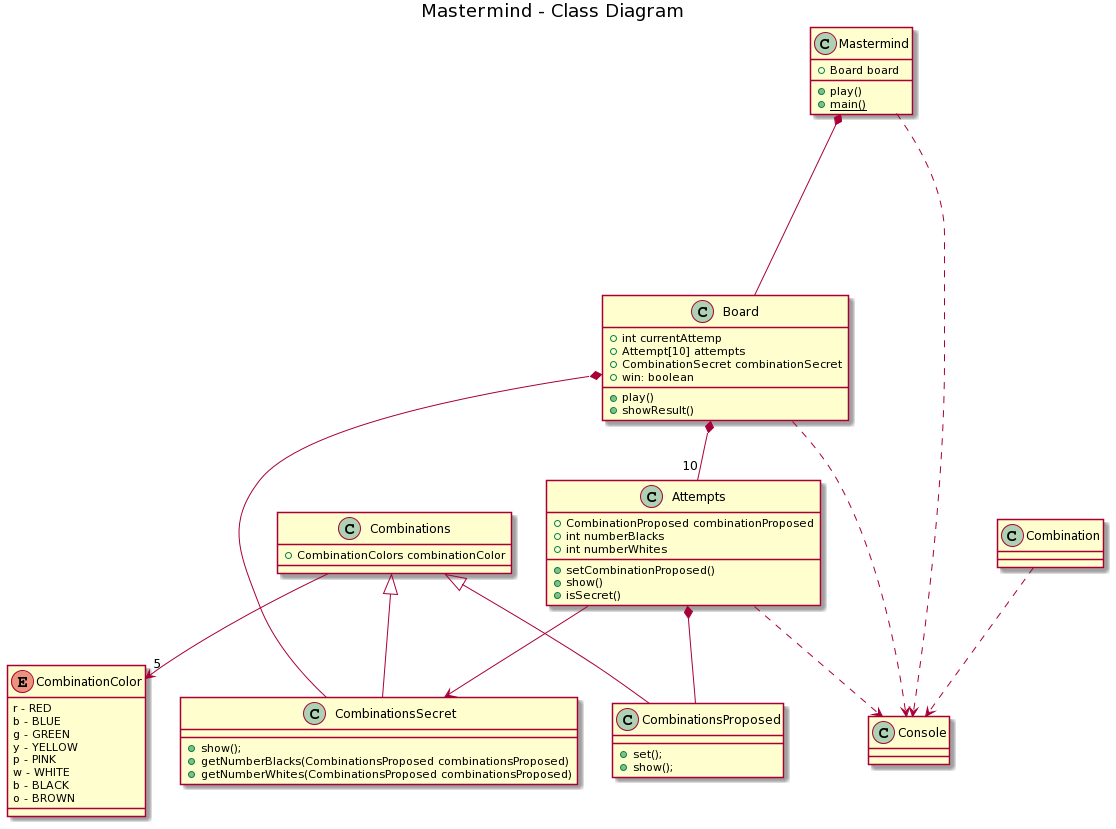 Mastermind - Class Diagram
C Mastermind
Board board
play()
main()
C Board
int currentAttemp
Attempt[10] attempts
CombinationSecret combinationSecret
win: boolean
play()
showResult()
10
C Attempts
CombinationProposed combinationProposed
int numberBlacks
int numberWhites
setCombinationProposed()
show()
isSecret()
C Combinations
CombinationColors combinationColor
C Combination
5
E CombinationColor
r - RED
b - BLUE
g - GREEN
y - YELLOW
p - PINK
w - WHITE
b - BLACK
o - BROWN
C CombinationsSecret
show();
getNumberBlacks(CombinationsProposed combinationsProposed)
getNumberWhites(CombinationsProposed combinationsProposed)
C CombinationsProposed
set();
show();
C Console